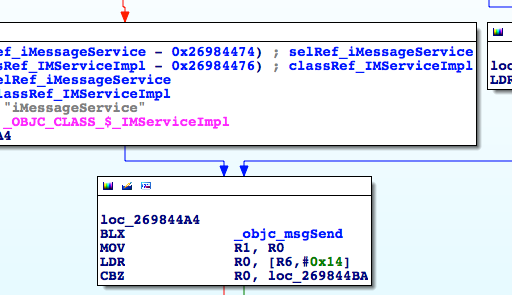 ef_iMessageService - 0x26984474) ; selRef_iMessageService
ssRef_IMServiceImpl - 0x26984476) ; classRef_IMServiceImpl
elRef_iMessageService
lassRef_IMServiceImpl
"iMessageService"
_OBJC_CLASS_$_IMServiceImpl
A4
loc
LDR
loc_269844A4
BLX _objc_msgSend
MOV R1, R0
LDR R0, [R6,#0x14]
CBZ R0, loc_269844BA